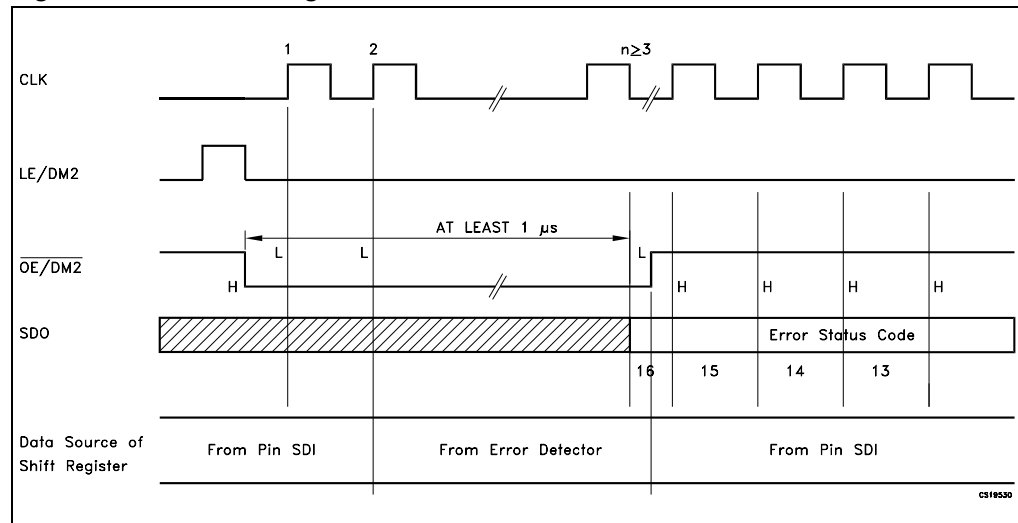 1 2 n≥3
CLK
LE/DM2
AT LEAST 1 µs
L L L
OE/DM2
H H H H H
SDO
Error Status Code
16 15 14 13
Data Source of
Shift Register
From Pin SDI From Error Detector From Pin SDI
CS19530